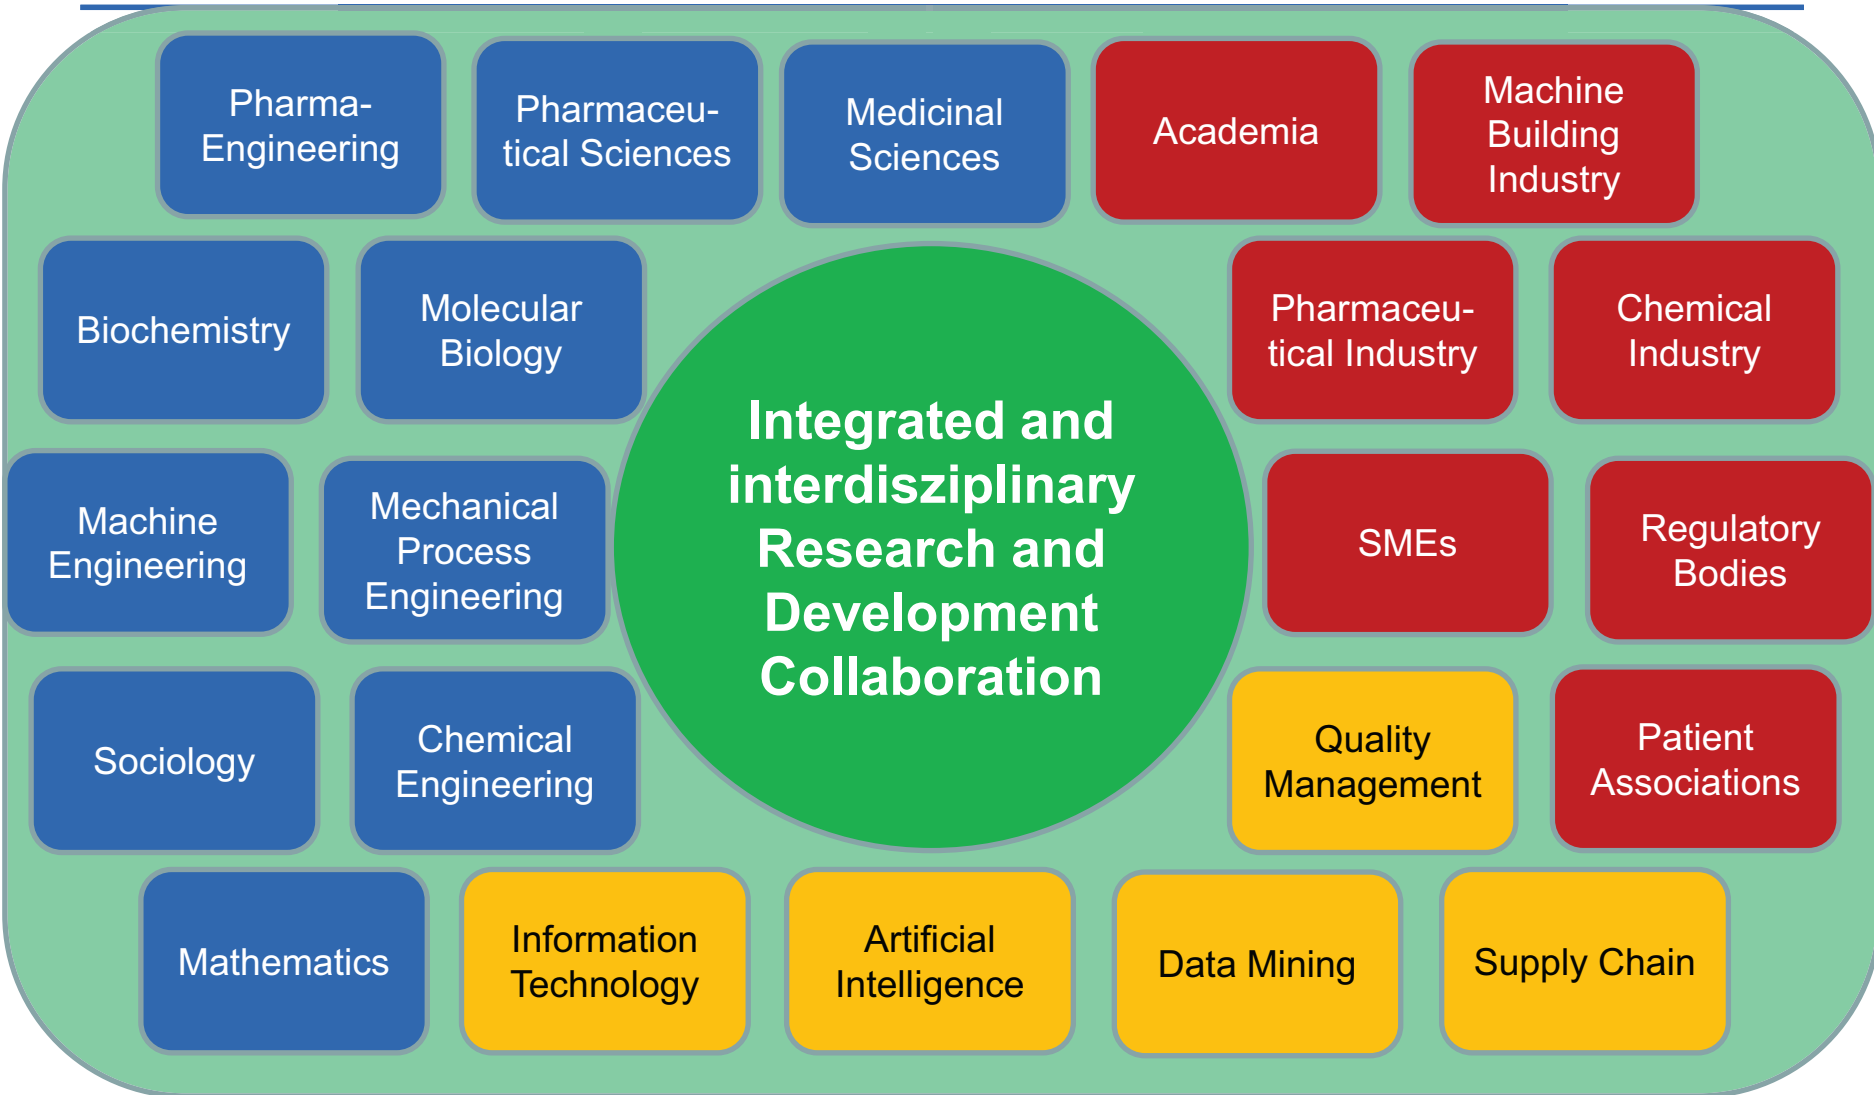 Pharma-
Engineering
Pharmaceu-
tical Sciences
Medicinal
Sciences
Academia
Machine
Building
Industry
Biochemistry
Molecular
Biology
Pharmaceu-
tical Industry
Chemical
Industry
Integrated and
interdisziplinary
Research and
Development
Collaboration
Machine
Engineering
Mechanical
Process
Engineering
SMEs
Regulatory
Bodies
Sociology
Chemical
Engineering
Quality
Management
Patient
Associations
Mathematics
Information
Technology
Artificial
Intelligence
Data Mining
Supply Chain